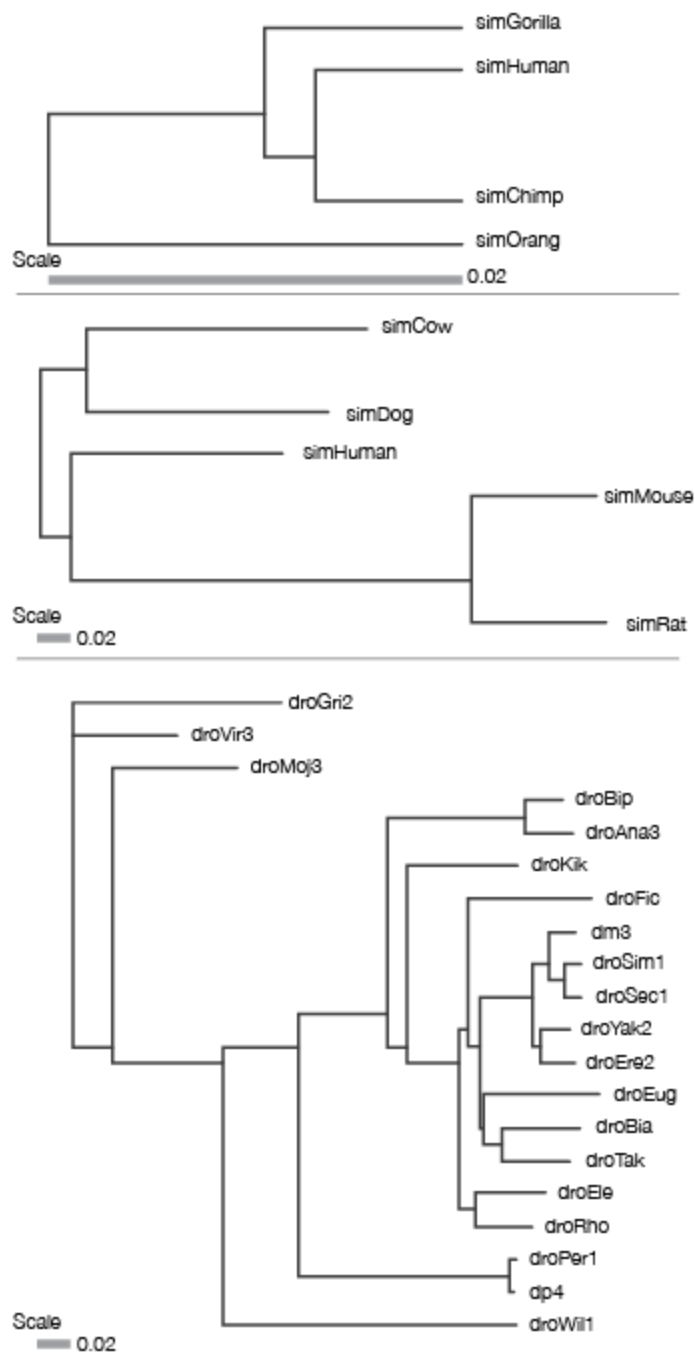 simGorilla
simHuman
simChimp
simOrang
Scale
0.02
simCow
simDog
simHuman
simMouse
simRat
Scale
0.02
droGri2
droVir3
droMoj3
droBip
droAna3
droKik
droFic
dm3
droSim1
droSec1
droYak2
droEre2
droEug
droBia
droTak
droEle
droRho
droPer1
dp4
droWil1
Scale
0.02